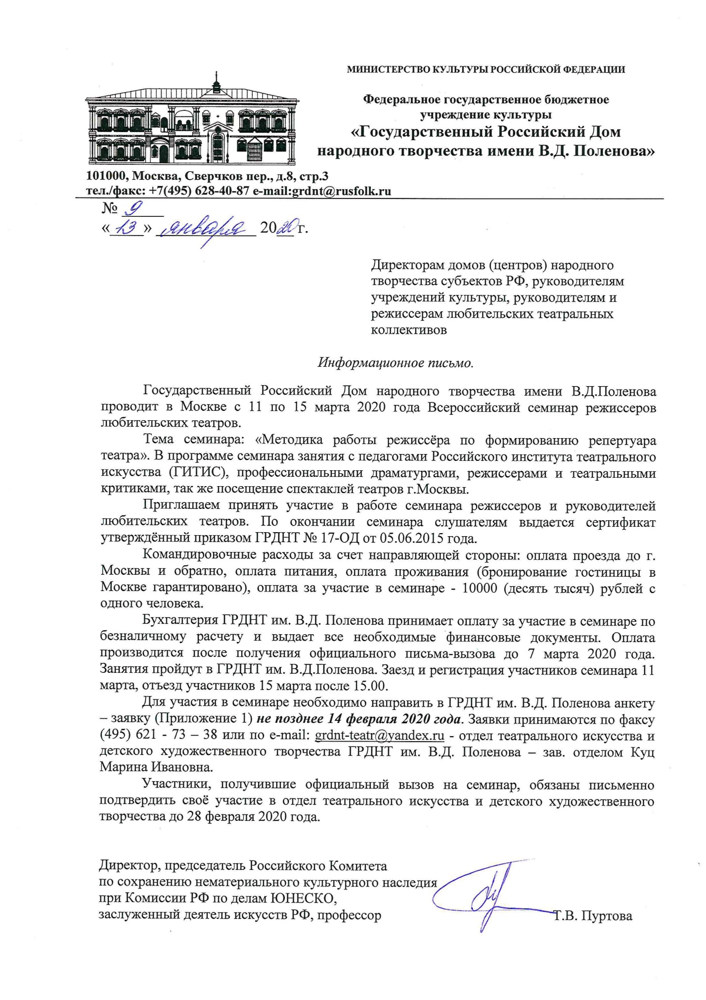 МИНИСТЕРСТВО КУЛЬТУРЫ РОССИЙСКОЙ ФЕДЕРАЦИИ
Федеральное государственное бюджетное
учреждение культуры
«Государственный Российский Дом
народного творчества имени В.Д. Поленова»
101000, Москва, Сверчков пер., д.8, стр.3
тел./факс: +7(495) 628-40-87 e-mail:grdnt@rusfolk.ru
№ 9
«13» января 2020 г.
Директорам домов (центров) народного
творчества субъектов РФ, руководителям
учреждений культуры, руководителям и
режиссерам любительских театральных
коллективов
Информационное письмо.
Государственный Российский Дом народного творчества имени В.Д.Поленова
проводит в Москве с 11 по 15 марта 2020 года Всероссийский семинар режиссеров
любительских театров.
Тема семинара: «Методика работы режиссёра по формированию репертуара
театра». В программе семинара занятия с педагогами Российского института театрального
искусства (ГИТИС), профессиональными драматургами, режиссерами и театральными
критиками, так же посещение спектаклей театров г.Москвы.
Приглашаем принять участие в работе семинара режиссеров и руководителей
любительских театров. По окончании семинара слушателям выдается сертификат
утверждённый приказом ГРДНТ № 17-ОД от 05.06.2015 года.
Командировочные расходы за счет направляющей стороны: оплата проезда до г.
Москвы и обратно, оплата питания, оплата проживания (бронирование гостиницы в
Москве гарантировано), оплата за участие в семинаре - 10000 (десять тысяч) рублей с
одного человека.
Бухгалтерия ГРДНТ им. В.Д. Поленова принимает оплату за участие в семинаре по
безналичному расчету и выдает все необходимые финансовые документы. Оплата
производится после получения официального письма-вызова до 7 марта 2020 года.
Занятия пройдут в ГРДНТ им. В.Д.Поленова. Заезд и регистрация участников семинара 11
марта, отъезд участников 15 марта после 15.00.
Для участия в семинаре необходимо направить в ГРДНТ им. В.Д. Поленова анкету
– заявку (Приложение 1) не позднее 14 февраля 2020 года. Заявки принимаются по факсу
(495) 621 - 73 – 38 или по e-mail: grdnt-teatr@yandex.ru - отдел театрального искусства и
детского художественного творчества ГРДНТ им. В.Д. Поленова – зав. отделом Куц
Марина Ивановна.
Участники, получившие официальный вызов на семинар, обязаны письменно
подтвердить своё участие в отдел театрального искусства и детского художественного
творчества до 28 февраля 2020 года.
Директор, председатель Российского Комитета
по сохранению нематериального культурного наследия
при Комиссии РФ по делам ЮНЕСКО,
заслуженный деятель искусств РФ, профессор Т.В. Пуртова